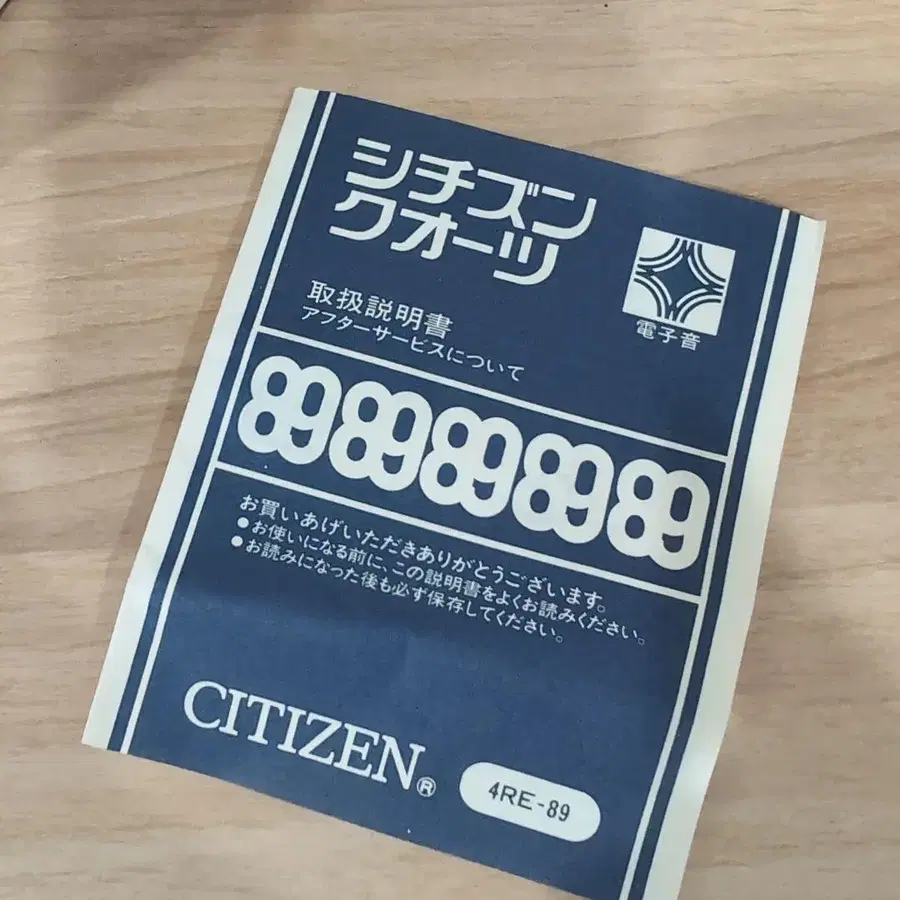 シチズン
クオーツ
電子音
取扱説明書
アフターサービスについて
89 89 89 89 89
お買いあげいただきありがとうございます。
●お使いになる前に、この説明書をよくお読みください。
●お読みになった後も必ず保存してください。
CITIZEN®
4RE-89